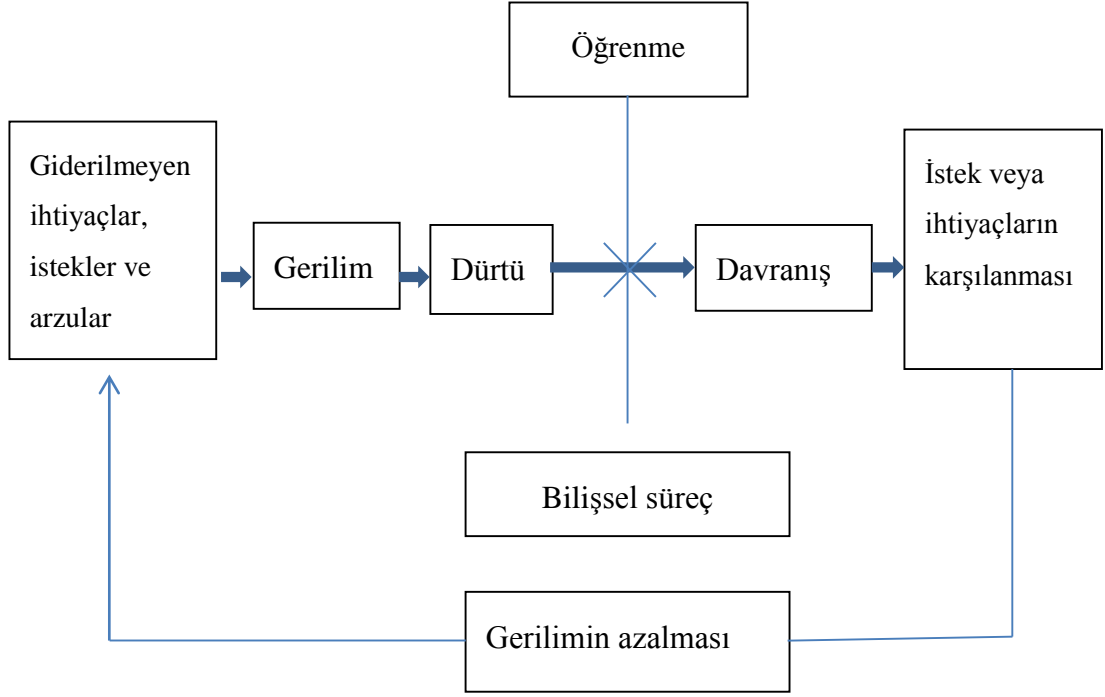 Öğrenme
Giderilmeyen
ihtiyaçlar,
istekler ve
arzular
Gerilim
Dürtü
Davranış
İstek veya
ihtiyaçların
karşılanması
Bilişsel süreç
Gerilimin azalması